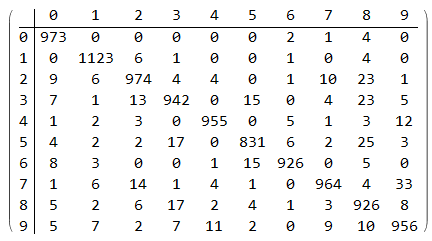 0 1 2 3 4 5 6 7 8 9
0 973 0 0 0 0 0 2 1 4 0
1 0 1123 6 1 0 0 1 0 4 0
2 9 6 974 4 4 0 1 10 23 1
3 7 1 13 942 0 15 0 4 23 5
4 1 2 3 0 955 0 5 1 3 12
5 4 2 2 17 0 831 6 2 25 3
6 8 3 0 0 1 15 926 0 5 0
7 1 6 14 1 4 1 0 964 4 33
8 5 2 6 17 2 4 1 3 926 8
9 5 7 2 7 11 2 0 9 10 956